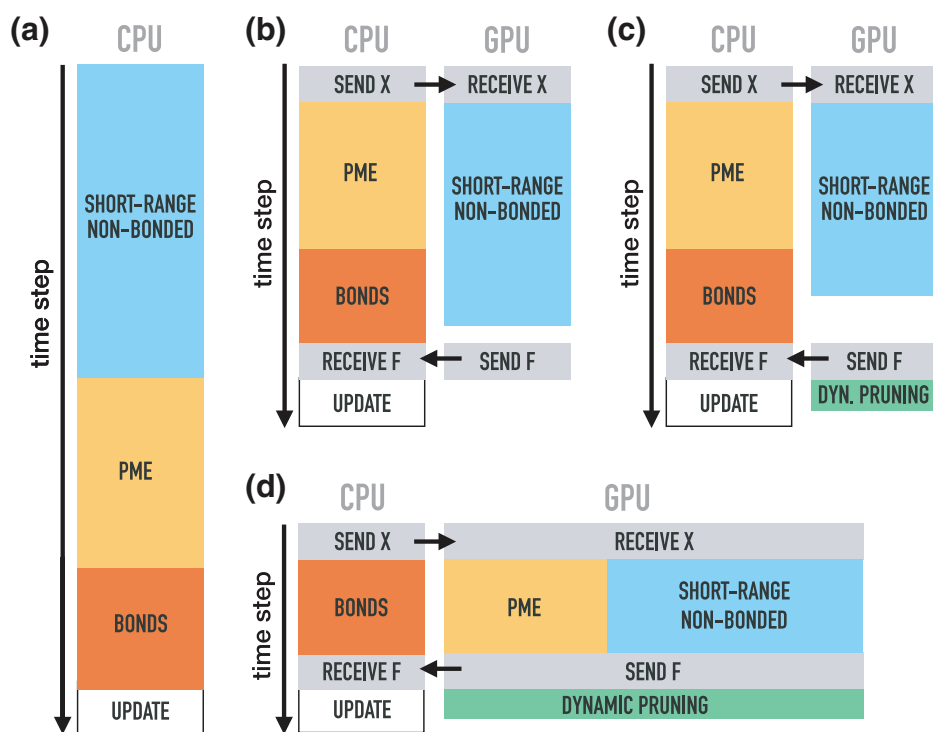 (a)
CPU
time step
SHORT-RANGE
NON-BONDED
PME
BONDS
UPDATE
(b)
CPU
GPU
time step
SEND X
RECEIVE X
PME
SHORT-RANGE
NON-BONDED
BONDS
RECEIVE F
SEND F
UPDATE
(c)
CPU
GPU
time step
SEND X
RECEIVE X
PME
SHORT-RANGE
NON-BONDED
BONDS
RECEIVE F
SEND F
UPDATE
DYN. PRUNING
(d)
CPU
GPU
time step
SEND X
RECEIVE X
BONDS
PME
SHORT-RANGE
NON-BONDED
RECEIVE F
SEND F
UPDATE
DYNAMIC PRUNING